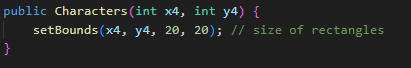 public Characters(int x4, int y4) {
    setBounds(x4, y4, 20, 20); // size of rectangles
}